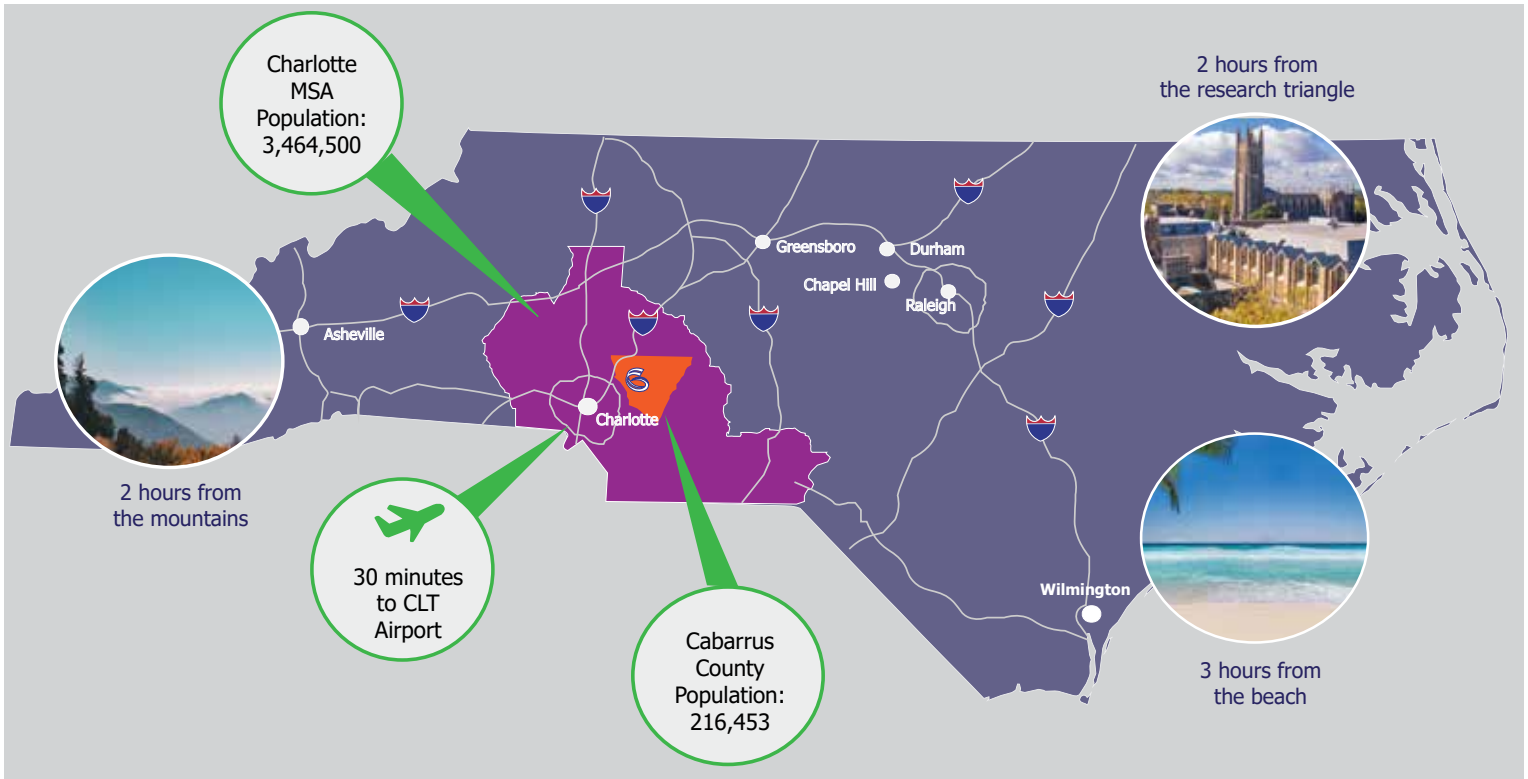 Charlotte
MSA
Population:
3,464,500
2 hours from
the research triangle
Greensboro
Durham
Chapel Hill
Raleigh
Asheville
Charlotte
2 hours from
the mountains
30 minutes
to CLT
Airport
Wilmington
Cabarrus
County
Population:
216,453
3 hours from
the beach